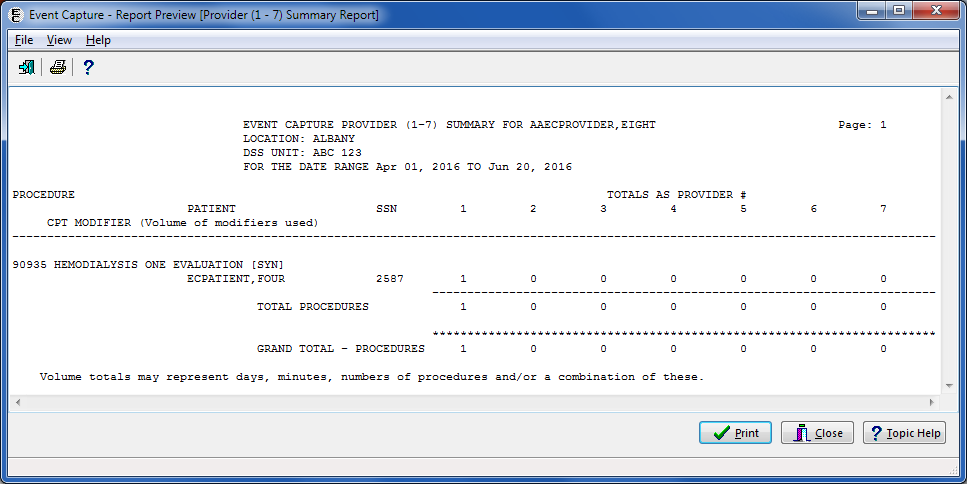 Event Capture - Report Preview [Provider (1 - 7) Summary Report]
File View Help
EVENT CAPTURE PROVIDER (1-7) SUMMARY FOR AAECPROVIDER,EIGHT Page: 1
LOCATION: ALBANY
DSS UNIT: ABC 123
FOR THE DATE RANGE Apr 01, 2016 TO Jun 20, 2016
PROCEDURE TOTALS AS PROVIDER #
PATIENT SSN 1 2 3 4 5 6 7
CPT MODIFIER (Volume of modifiers used)
90935 HEMODIALYSIS ONE EVALUATION [SYN]
ECPATIENT,FOUR 2587 1 0 0 0 0 0 0
TOTAL PROCEDURES 1 0 0 0 0 0 0
GRAND TOTAL - PROCEDURES 1 0 0 0 0 0 0
Volume totals may represent days, minutes, numbers of procedures and/or a combination of these.
Print Close ? Topic Help